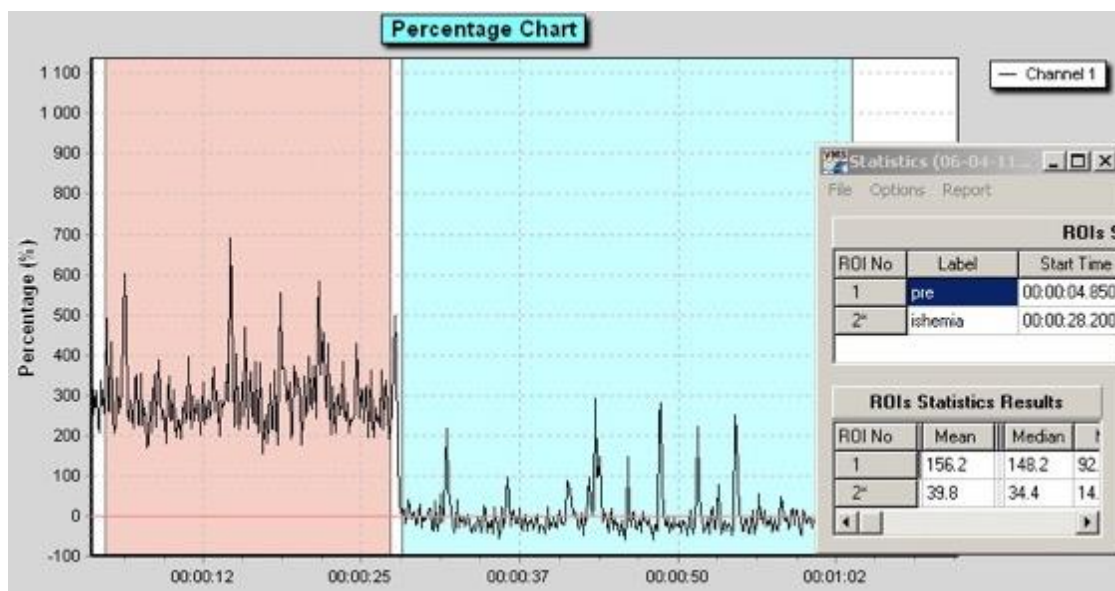 Percentage Chart
Channel 1
Percentage (%)
1 100
1 000
900
800
700
600
500
400
300
200
100
0
-100
00:00:12 00:00:25 00:00:37 00:00:50 00:01:02
Statistics (06-04-11...
File Options Report
ROIs S
ROI No Label Start Time
1 pre 00:00:04.850
2* ishemia 00:00:28.200
ROIs Statistics Results
ROI No Mean Median
1 156.2 148.2 92.
2* 39.8 34.4 14.